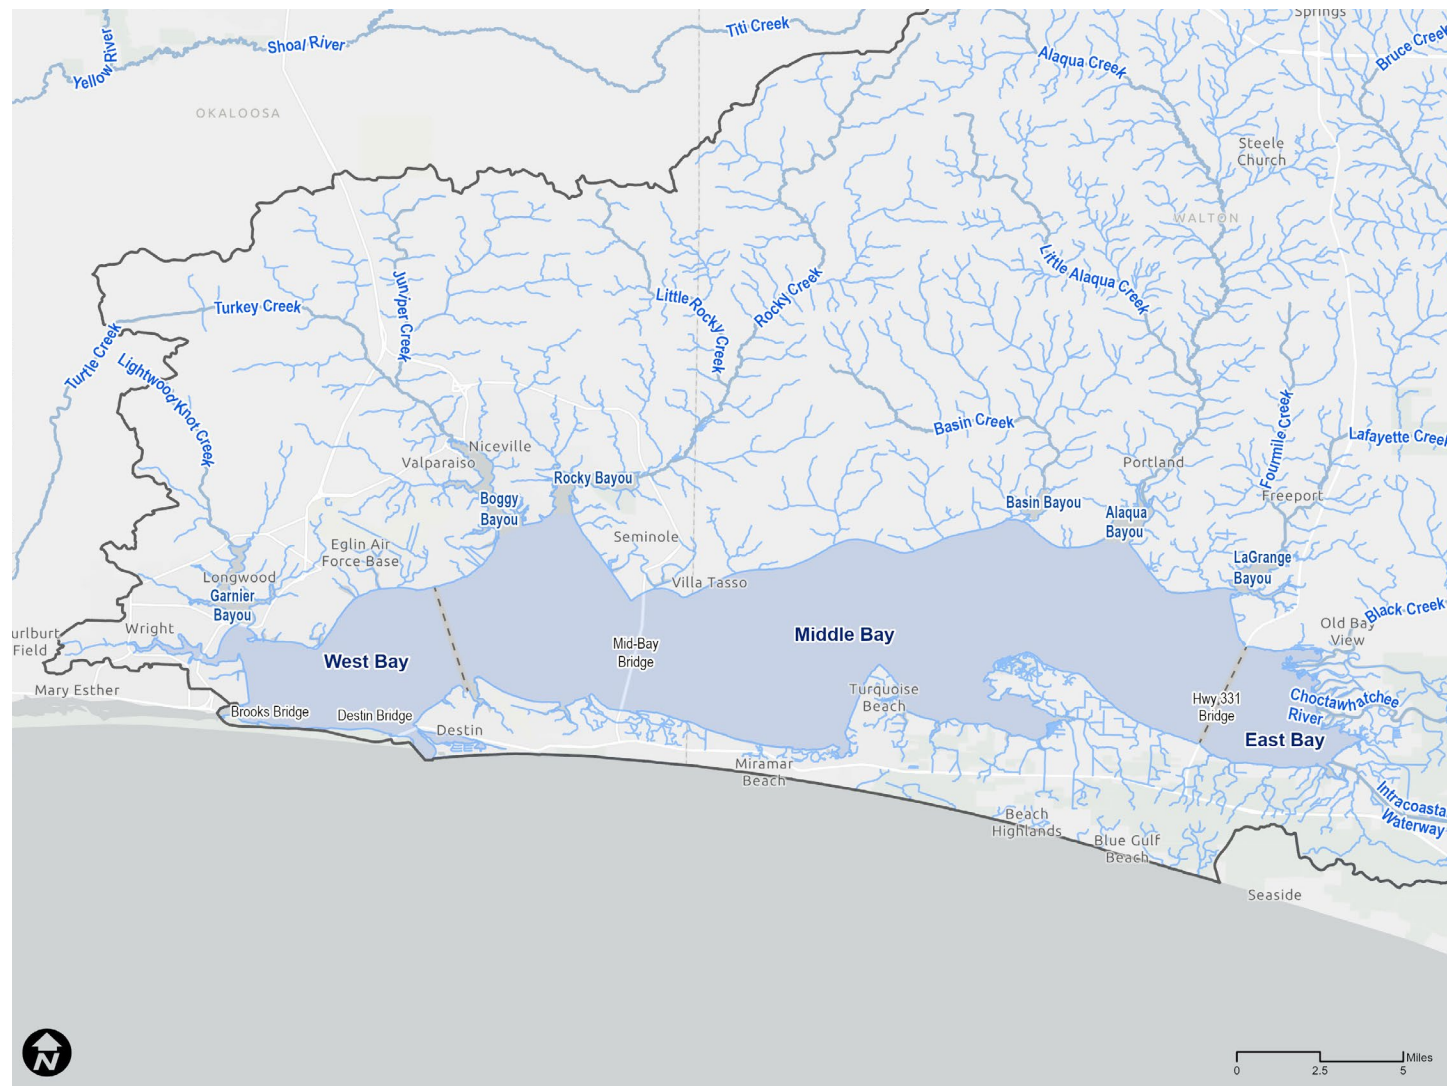 Springs
Titi Creek
Shoal River
Yellow River
Alaqua Creek
Bruce Creek
OKALOOSA
Steele
Church
WALTON
Little Alaqua Creek
Juniper Creek
Little Rocky Creek
Rocky Creek
Turkey Creek
Turtle Creek
Lightwood Knot Creek
Basin Creek
Fourmile Creek
Lafayette Creek
Niceville
Valparaiso
Portland
Rocky Bayou
Boggy
Bayou
Basin Bayou
Alaqua
Bayou
Freeport
Seminole
Eglin Air
Force Base
LaGrange
Bayou
Longwood
Garnier
Bayou
Villa Tasso
Black Creek
Old Bay
View
urlburt
Field
Wright
Mid-Bay
Bridge
Middle Bay
West Bay
Mary Esther
Turquoise
Beach
Hwy 331
Bridge
Choctawhatchee
River
Brooks Bridge
Destin Bridge
Destin
East Bay
Miramar
Beach
Intracoasta
Waterway
Beach
Highlands
Blue Gulf
Beach
Seaside
N
Miles
0
2.5
5